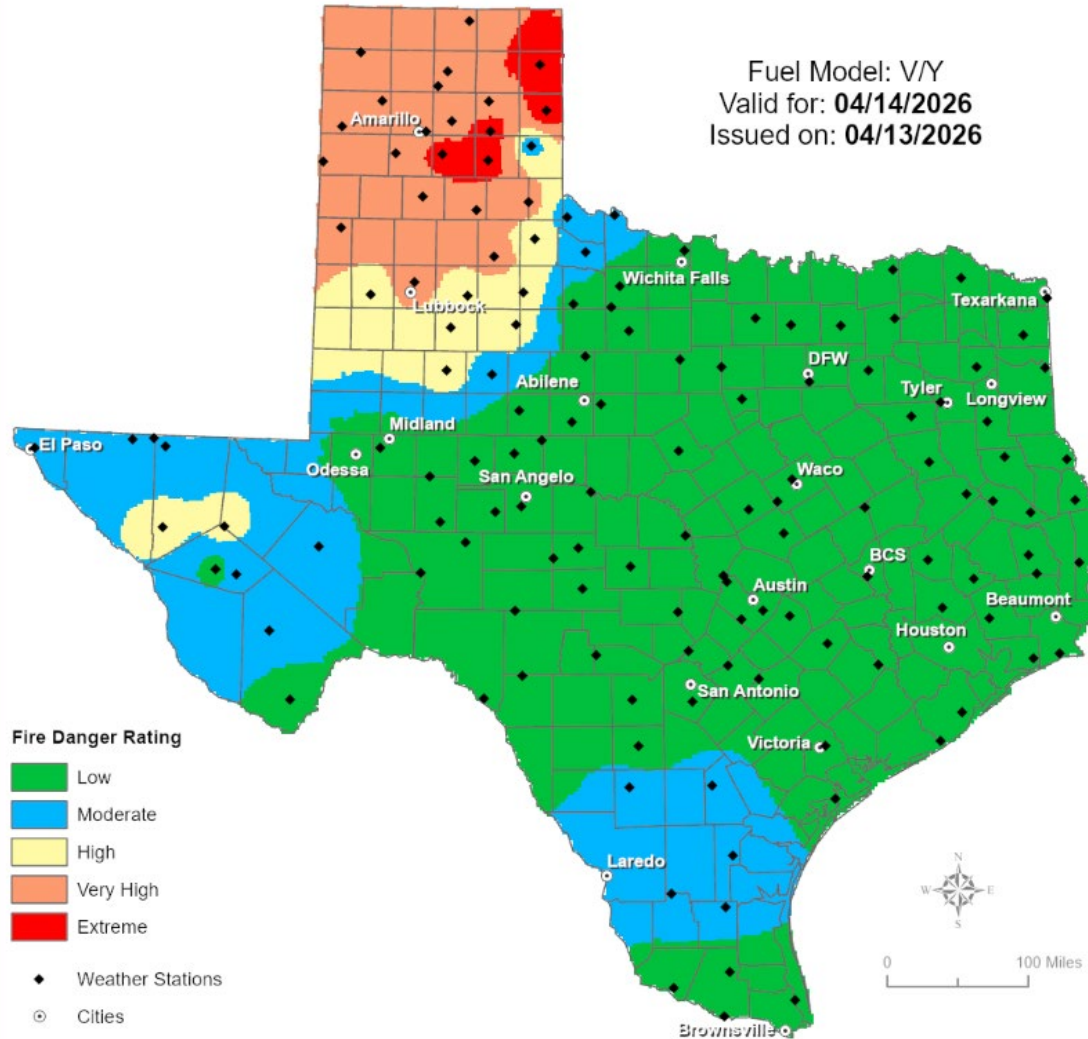 Fuel Model: V/Y
Valid for: 04/14/2026
Issued on: 04/13/2026
Amarillo
Lubbock
Wichita Falls
Texarkana
DFW
Abilene
Tyler
Longview
Midland
El Paso
Odessa
San Angelo
Waco
BCS
Austin
Beaumont
Houston
San Antonio
Victoria
Laredo
Brownsville
Fire Danger Rating
Low
Moderate
High
Very High
Extreme
Weather Stations
Cities
N
W E
S
0 100 Miles